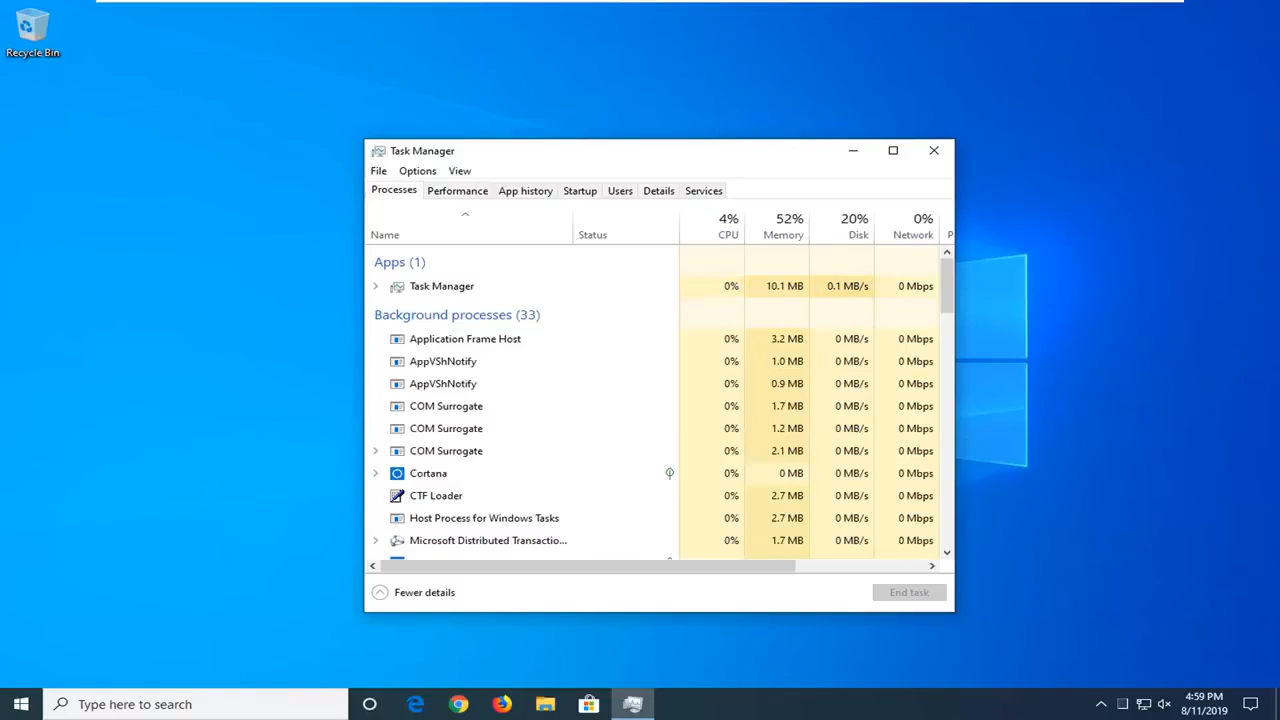 Recycle Bin
Task Manager
File Options View
Processes Performance App history Startup Users Details Services
4% 52% 20% 0%
Name Status CPU Memory Disk Network P
Apps (1)
Task Manager 0% 10.1 MB 0.1 MB/s 0 Mbps
Background processes (33)
Application Frame Host 0% 3.2 MB 0 MB/s 0 Mbps
AppVShNotify 0% 1.0 MB 0 MB/s 0 Mbps
AppVShNotify 0% 0.9 MB 0 MB/s 0 Mbps
COM Surrogate 0% 1.7 MB 0 MB/s 0 Mbps
COM Surrogate 0% 1.2 MB 0 MB/s 0 Mbps
COM Surrogate 0% 2.1 MB 0 MB/s 0 Mbps
Cortana 0% 0 MB 0 MB/s 0 Mbps
CTF Loader 0% 2.7 MB 0 MB/s 0 Mbps
Host Process for Windows Tasks 0% 2.7 MB 0 MB/s 0 Mbps
Microsoft Distributed Transactio... 0% 1.7 MB 0 MB/s 0 Mbps
Fewer details End task
Type here to search
4:59 PM
8/11/2019